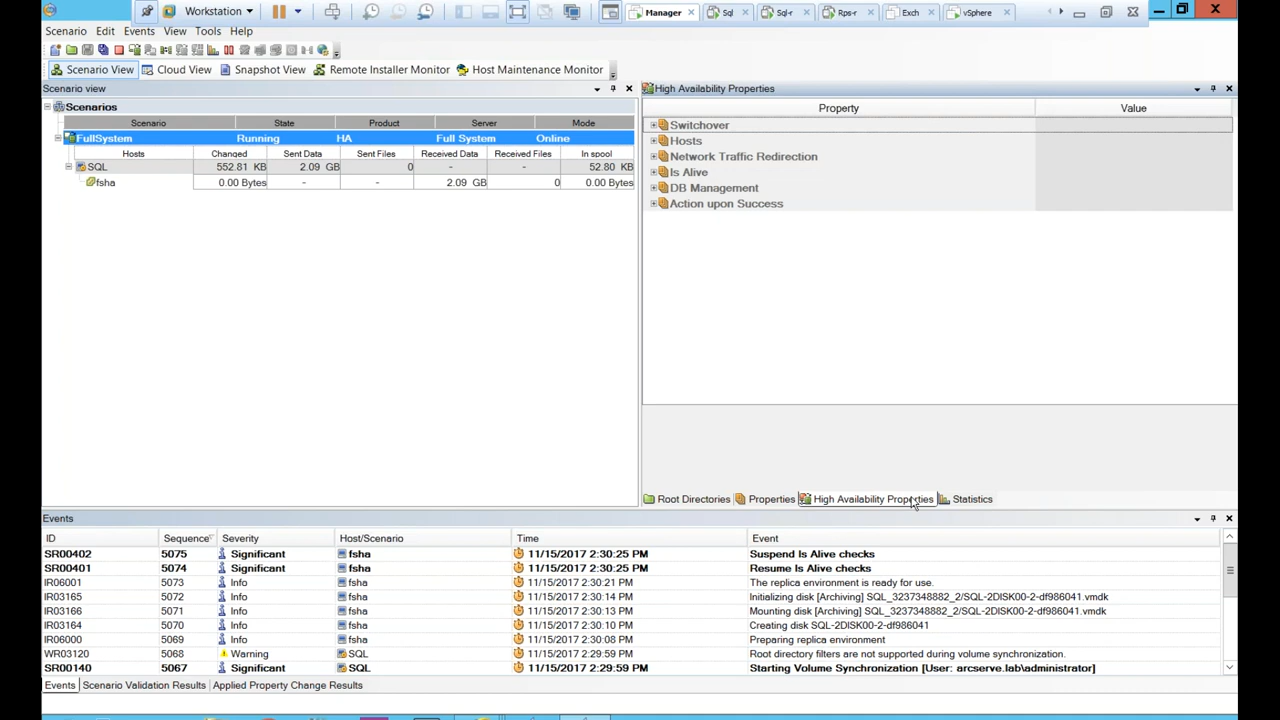 Workstation Manager Sql Sql-r Rps-r Exch vSphere
Scenario Edit Events View Tools Help
Scenario View Cloud View Snapshot View Remote Installer Monitor Host Maintenance Monitor
Scenario view High Availability Properties
Scenarios Property Value
Scenario State Product Server Mode Switchover
FullSystem Running HA Full System Online Hosts
Hosts Changed Sent Data Sent Files Received Data Received Files In spool Network Traffic Redirection
SQL 552.81 KB 2.09 GB 0 - - 52.80 KB Is Alive
fsha 0.00 Bytes - - 2.09 GB 0 0.00 Bytes DB Management
Action upon Success
Root Directories Properties High Availability Properties Statistics
Events
ID Sequence Severity Host/Scenario Time Event
SR00402 5075 Significant fsha 11/15/2017 2:30:25 PM Suspend Is Alive checks
SR00401 5074 Significant fsha 11/15/2017 2:30:25 PM Resume Is Alive checks
IR06001 5073 Info fsha 11/15/2017 2:30:21 PM The replica environment is ready for use.
IR03165 5072 Info fsha 11/15/2017 2:30:14 PM Initializing disk [Archiving] SQL_3237348882_2/SQL-2DISK00-2-df986041.vmdk
IR03166 5071 Info fsha 11/15/2017 2:30:13 PM Mounting disk [Archiving] SQL_3237348882_2/SQL-2DISK00-2-df986041.vmdk
IR03164 5070 Info fsha 11/15/2017 2:30:10 PM Creating disk SQL-2DISK00-2-df986041
IR06000 5069 Info fsha 11/15/2017 2:30:08 PM Preparing replica environment
WR03120 5068 Warning SQL 11/15/2017 2:29:59 PM Root directory filters are not supported during volume synchronization.
SR00140 5067 Significant SQL 11/15/2017 2:29:59 PM Starting Volume Synchronization [User: arcserve.lab\administrator]
Events Scenario Validation Results Applied Property Change Results